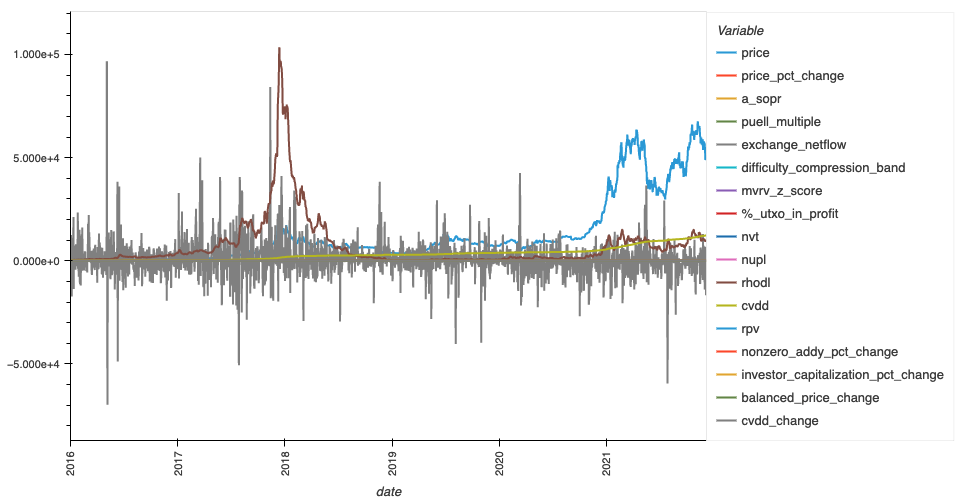 1.000e+5
5.000e+4
0.000e+0
−5.000e+4
2016
2017
2018
2019
2020
2021
date
Variable
price
price_pct_change
a_sopr
puell_multiple
exchange_netflow
difficulty_compression_band
mvrv_z_score
%_utxo_in_profit
nvt
nupl
rhodl
cvdd
rpv
nonzero_addy_pct_change
investor_capitalization_pct_change
balanced_price_change
cvdd_change